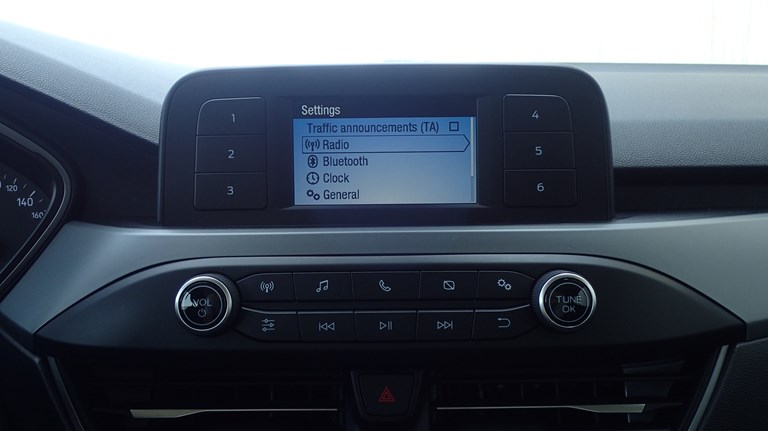 Settings
Traffic announcements (TA)
Radio
Bluetooth
Clock
General
1
2
3
4
5
6
VOL
TUNE
OK
120
140
160